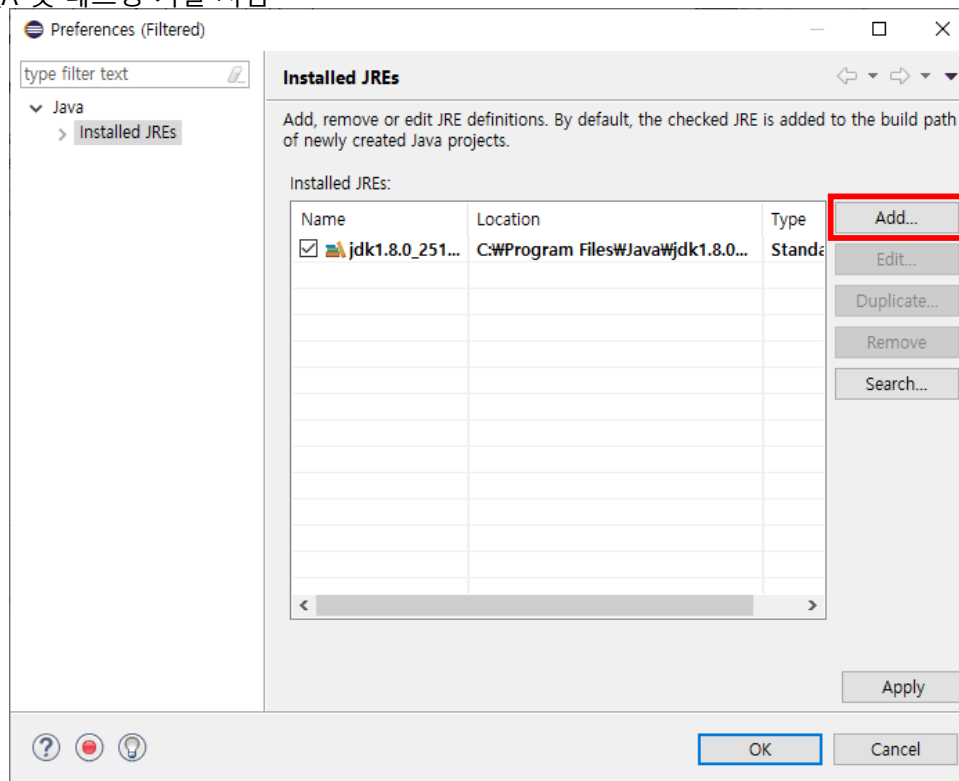 Preferences (Filtered)
type filter text
Installed JREs
Java
Installed JREs
Add, remove or edit JRE definitions. By default, the checked JRE is added to the build path
of newly created Java projects.
Installed JREs:
Name Location Type
jdk1.8.0_251... C:₩Program Files₩Java₩jdk1.8.0... Standa
Add...
Edit...
Duplicate...
Remove
Search...
Apply
OK Cancel